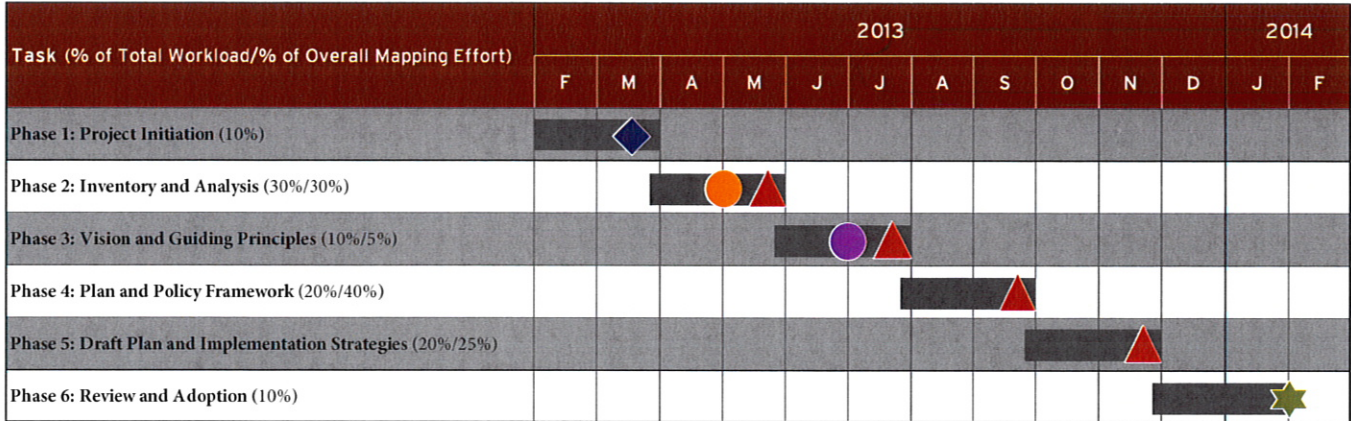 2013 2014
Task (% of Total Workload/% of Overall Mapping Effort)
F M A M J J A S O N D J F
Phase 1: Project Initiation (10%)
Phase 2: Inventory and Analysis (30%/30%)
Phase 3: Vision and Guiding Principles (10%/5%)
Phase 4: Plan and Policy Framework (20%/40%)
Phase 5: Draft Plan and Implementation Strategies (20%/25%)
Phase 6: Review and Adoption (10%)